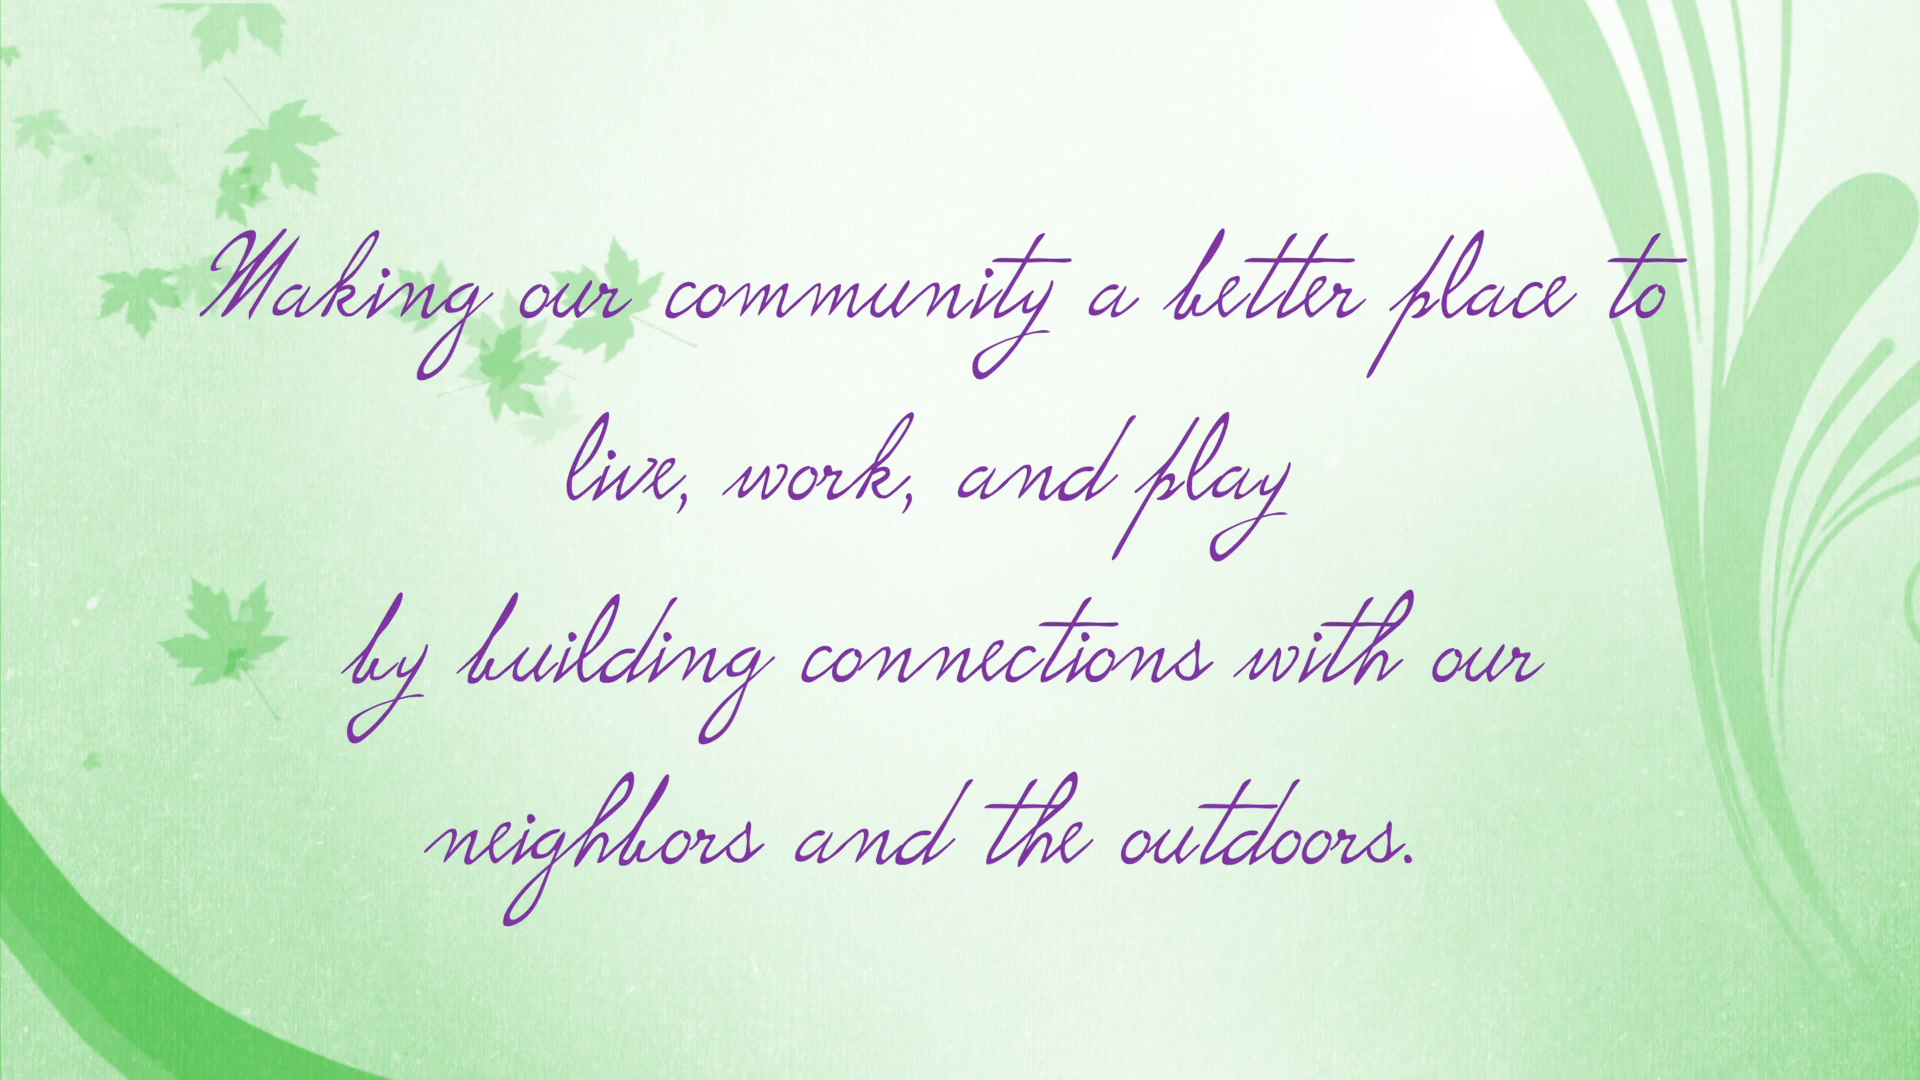 Making our community a better place to
live, work, and play
by building connections with our
neighbors and the outdoors.